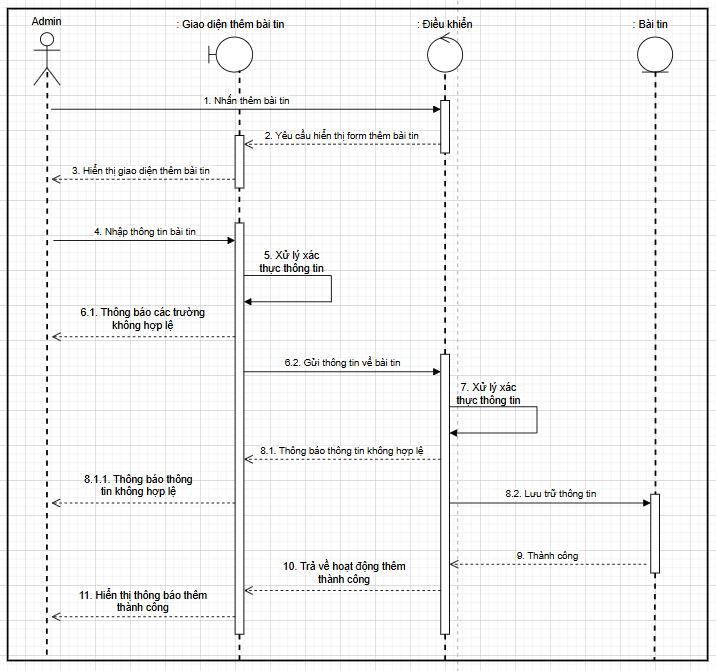 Admin
: Giao diện thêm bài tin
: Điều khiển
: Bài tin
1. Nhấn thêm bài tin
2. Yêu cầu hiển thị form thêm bài tin
3. Hiển thị giao diện thêm bài tin
4. Nhập thông tin bài tin
5. Xử lý xác
thực thông tin
6.1. Thông báo các trường
không hợp lệ
6.2. Gửi thông tin về bài tin
7. Xử lý xác
thực thông tin
8.1. Thông báo thông tin không hợp lệ
8.1.1. Thông báo thông
tin không hợp lệ
8.2. Lưu trữ thông tin
9. Thành công
10. Trả về hoạt động thêm
thành công
11. Hiển thị thông báo thêm
thành công